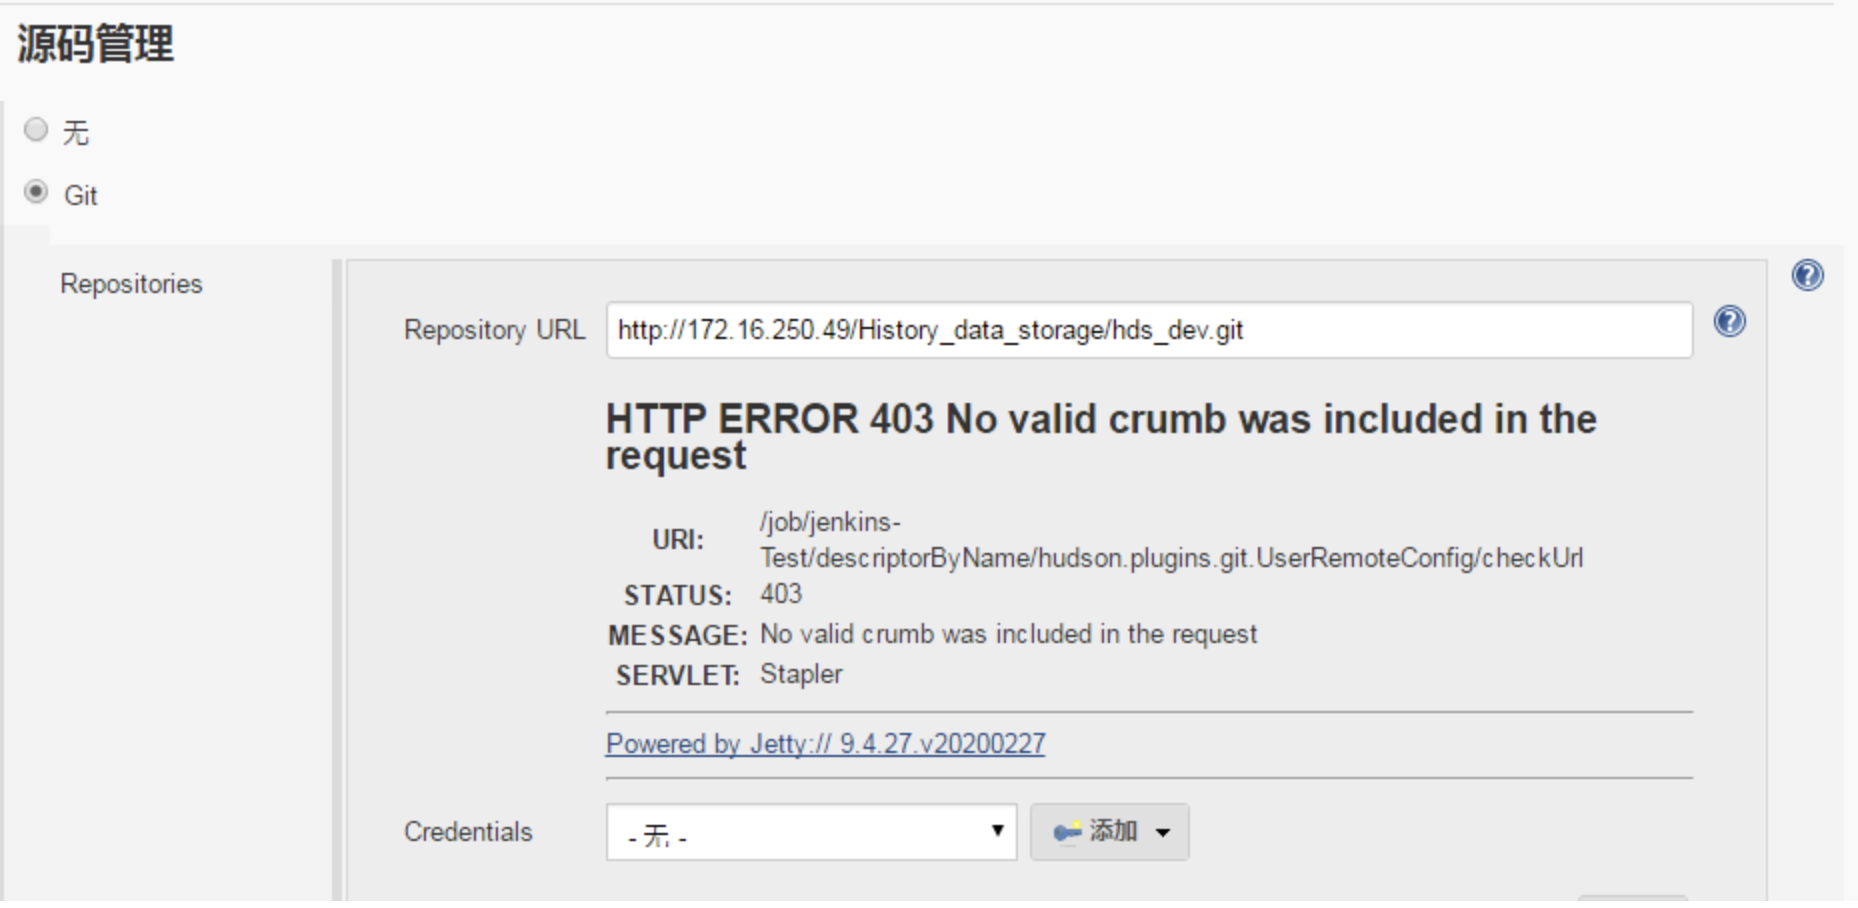 源码管理
无
Git
Repositories
Repository URL http://172.16.250.49/History_data_storage/hds_dev.git
HTTP ERROR 403 No valid crumb was included in the
request
URI: /job/jenkins-
Test/descriptorByName/hudson.plugins.git.UserRemoteConfig/checkUrl
STATUS: 403
MESSAGE: No valid crumb was included in the request
SERVLET: Stapler
Powered by Jetty:// 9.4.27.v20200227
Credentials - 无 - 添加